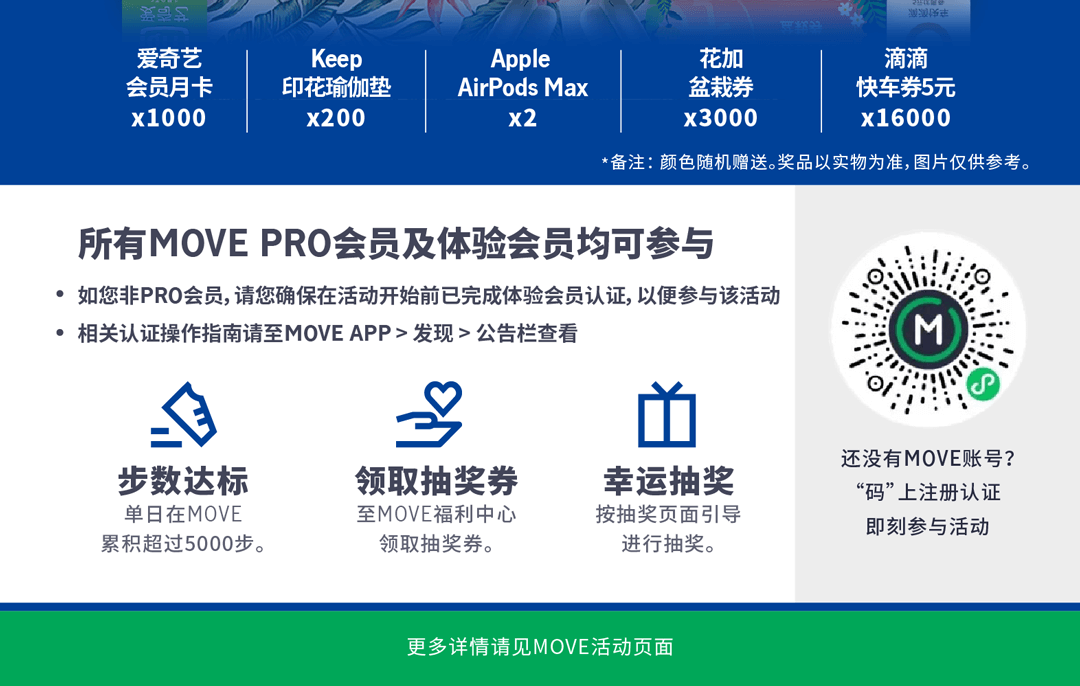 爱奇艺
会员月卡
x1000
Keep
印花瑜伽垫
x200
Apple
AirPods Max
x2
花加
盆栽券
x3000
滴滴
快车券5元
x16000
*备注：颜色随机赠送。奖品以实物为准，图片仅供参考。
所有MOVE PRO会员及体验会员均可参与
• 如您非PRO会员，请您确保在活动开始前已完成体验会员认证，以便参与该活动
• 相关认证操作指南请至MOVE APP > 发现 > 公告栏查看
步数达标
单日在MOVE
累积超过5000步。
领取抽奖券
至MOVE福利中心
领取抽奖券。
幸运抽奖
按抽奖页面引导
进行抽奖。
M
还没有MOVE账号？
“码”上注册认证
即刻参与活动
更多详情请见MOVE活动页面